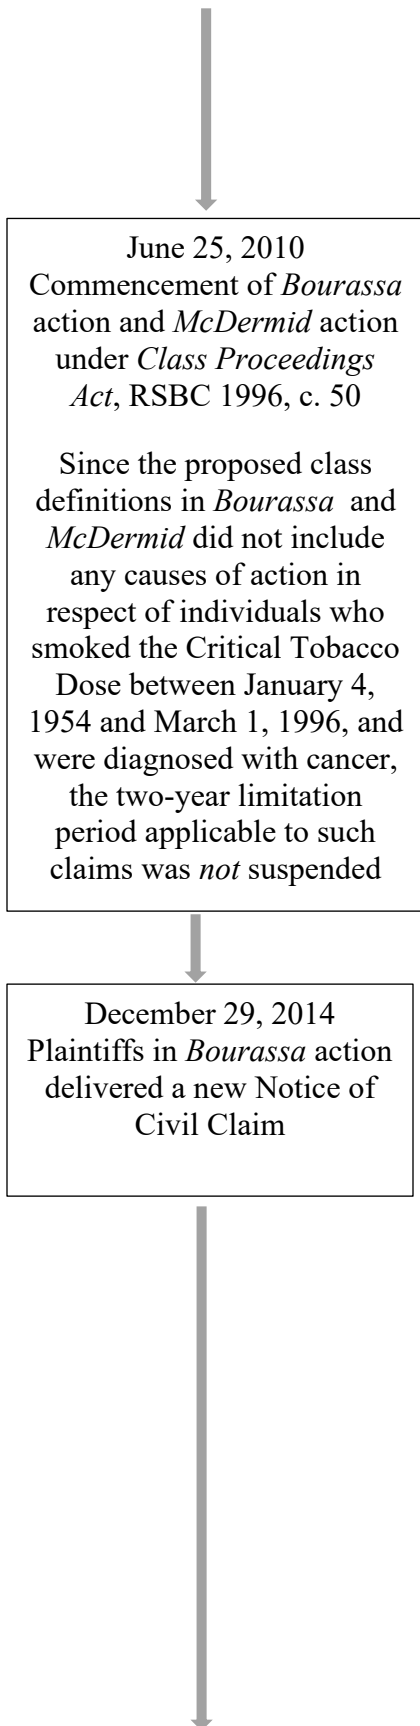 June 25, 2010
Commencement of Bourassa
action and McDermid action
under Class Proceedings
Act, RSBC 1996, c. 50
Since the proposed class
definitions in Bourassa and
McDermid did not include
any causes of action in
respect of individuals who
smoked the Critical Tobacco
Dose between January 4,
1954 and March 1, 1996, and
were diagnosed with cancer,
the two-year limitation
period applicable to such
claims was not suspended
December 29, 2014
Plaintiffs in Bourassa action
delivered a new Notice of
Civil Claim